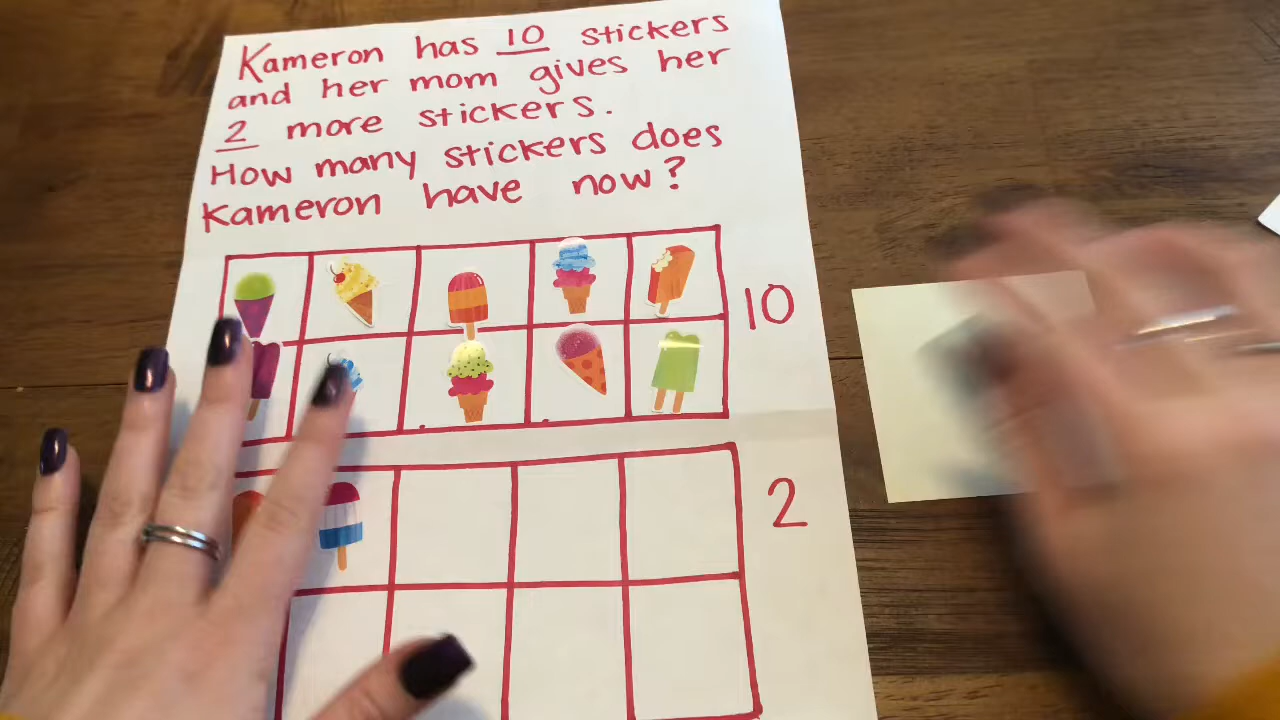 Kameron has 10 stickers
and her mom gives her
2 more stickers.
How many stickers does
Kameron have now?
10
2